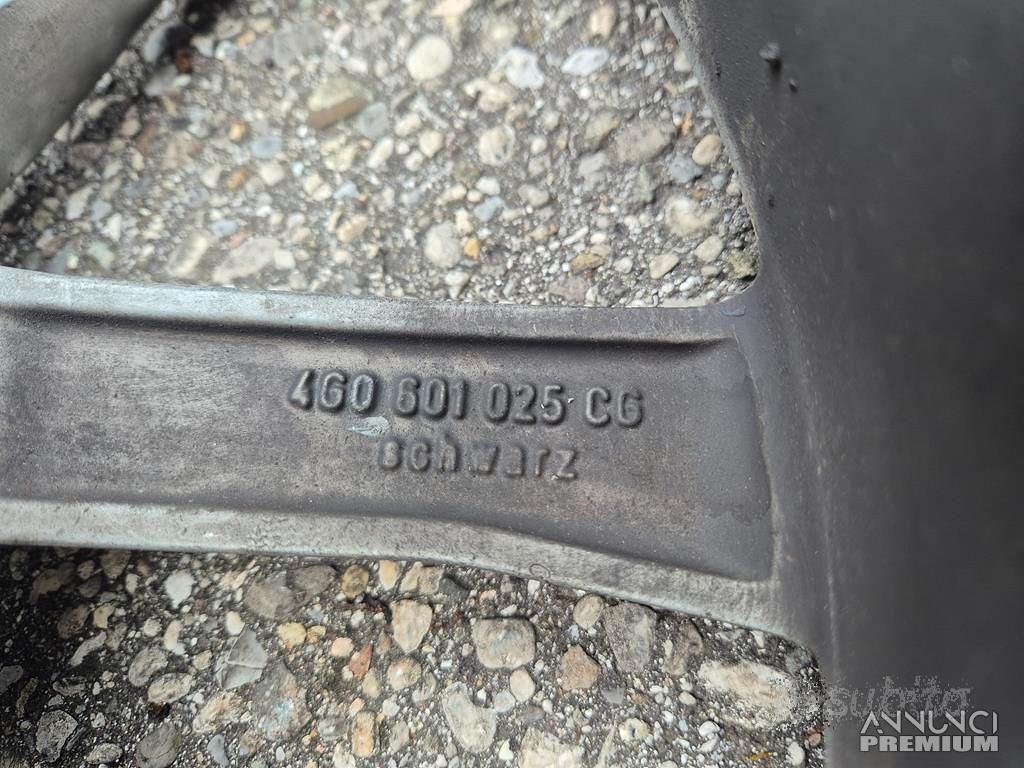 4G0 601 025 CG
schwarz
subito
ANNUNCI
PREMIUM